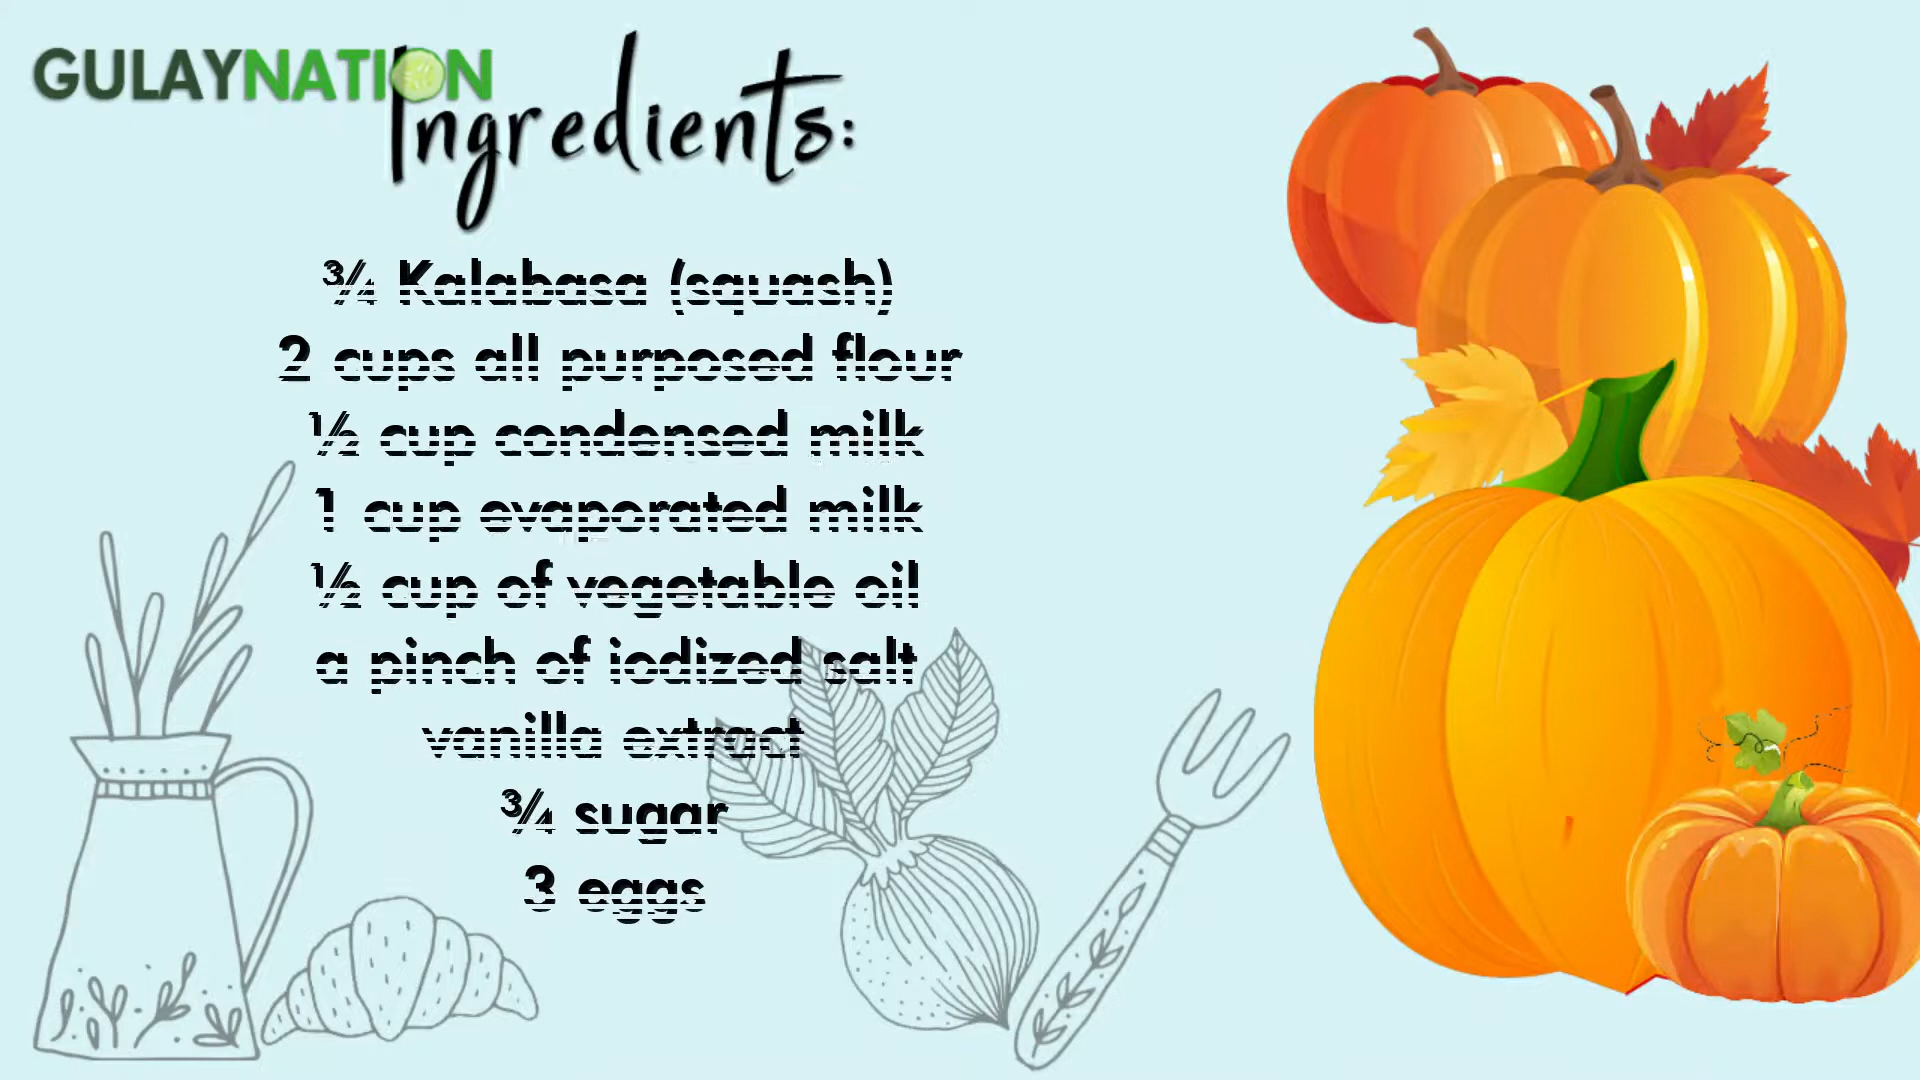 GULAYNATION
Ingredients:
¾ Kalabasa (squash)
2 cups all purposed flour
½ cup condensed milk
1 cup evaporated milk
½ cup of vegetable oil
a pinch of iodized salt
vanilla extract
¾ sugar
3 eggs